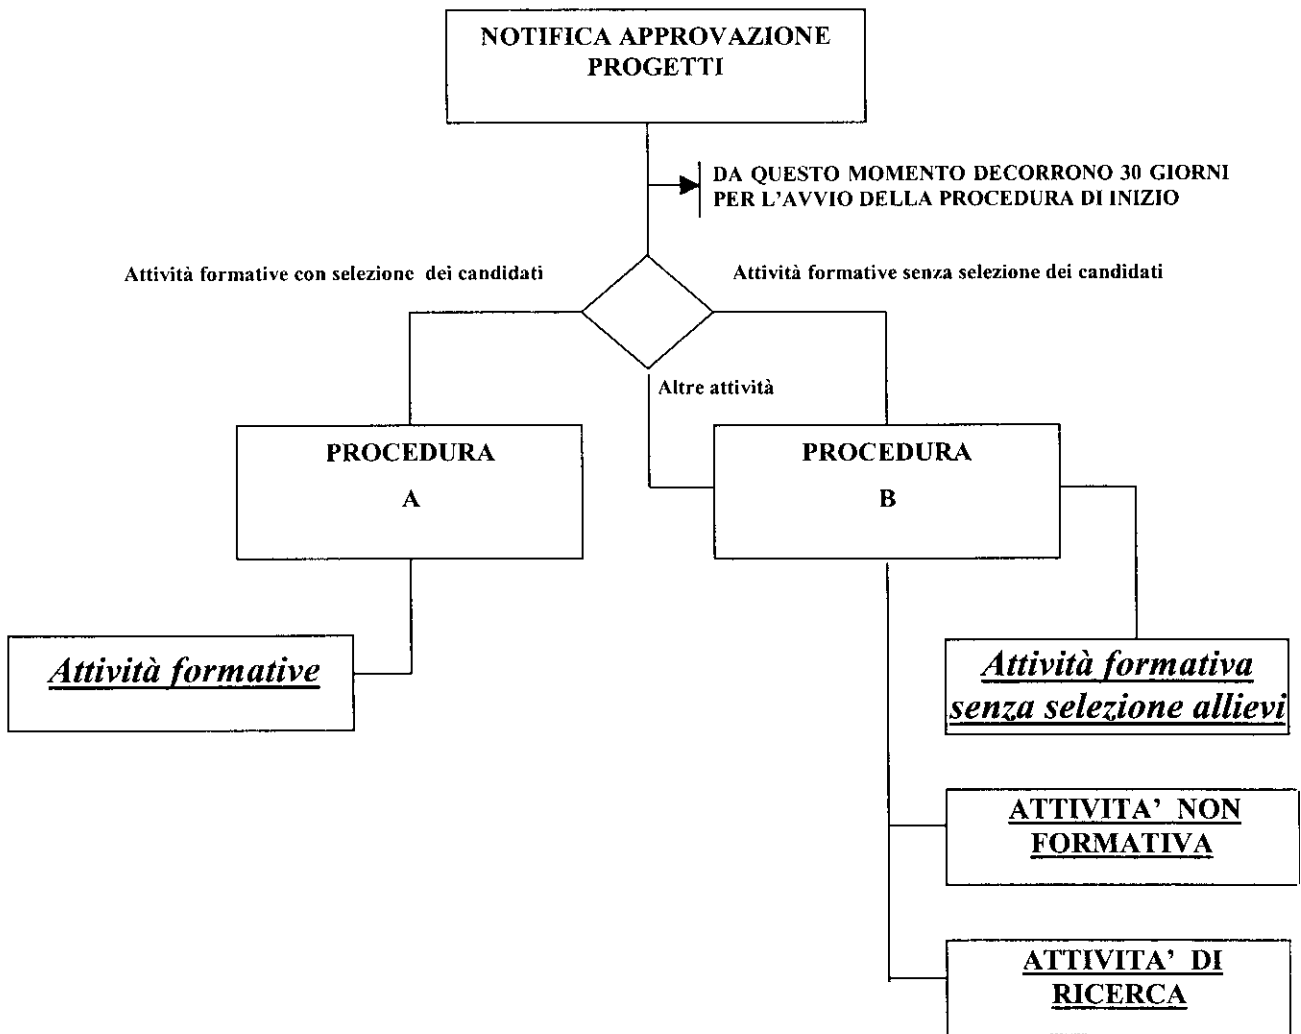 NOTIFICA APPROVAZIONE
PROGETTI
DA QUESTO MOMENTO DECORRONO 30 GIORNI
PER L'AVVIO DELLA PROCEDURA DI INIZIO
Attività formative con selezione dei candidati
Attività formative senza selezione dei candidati
Altre attività
PROCEDURA
A
PROCEDURA
B
Attività formative
Attività formativa
senza selezione allievi
ATTIVITA' NON
FORMATIVA
ATTIVITA' DI
RICERCA